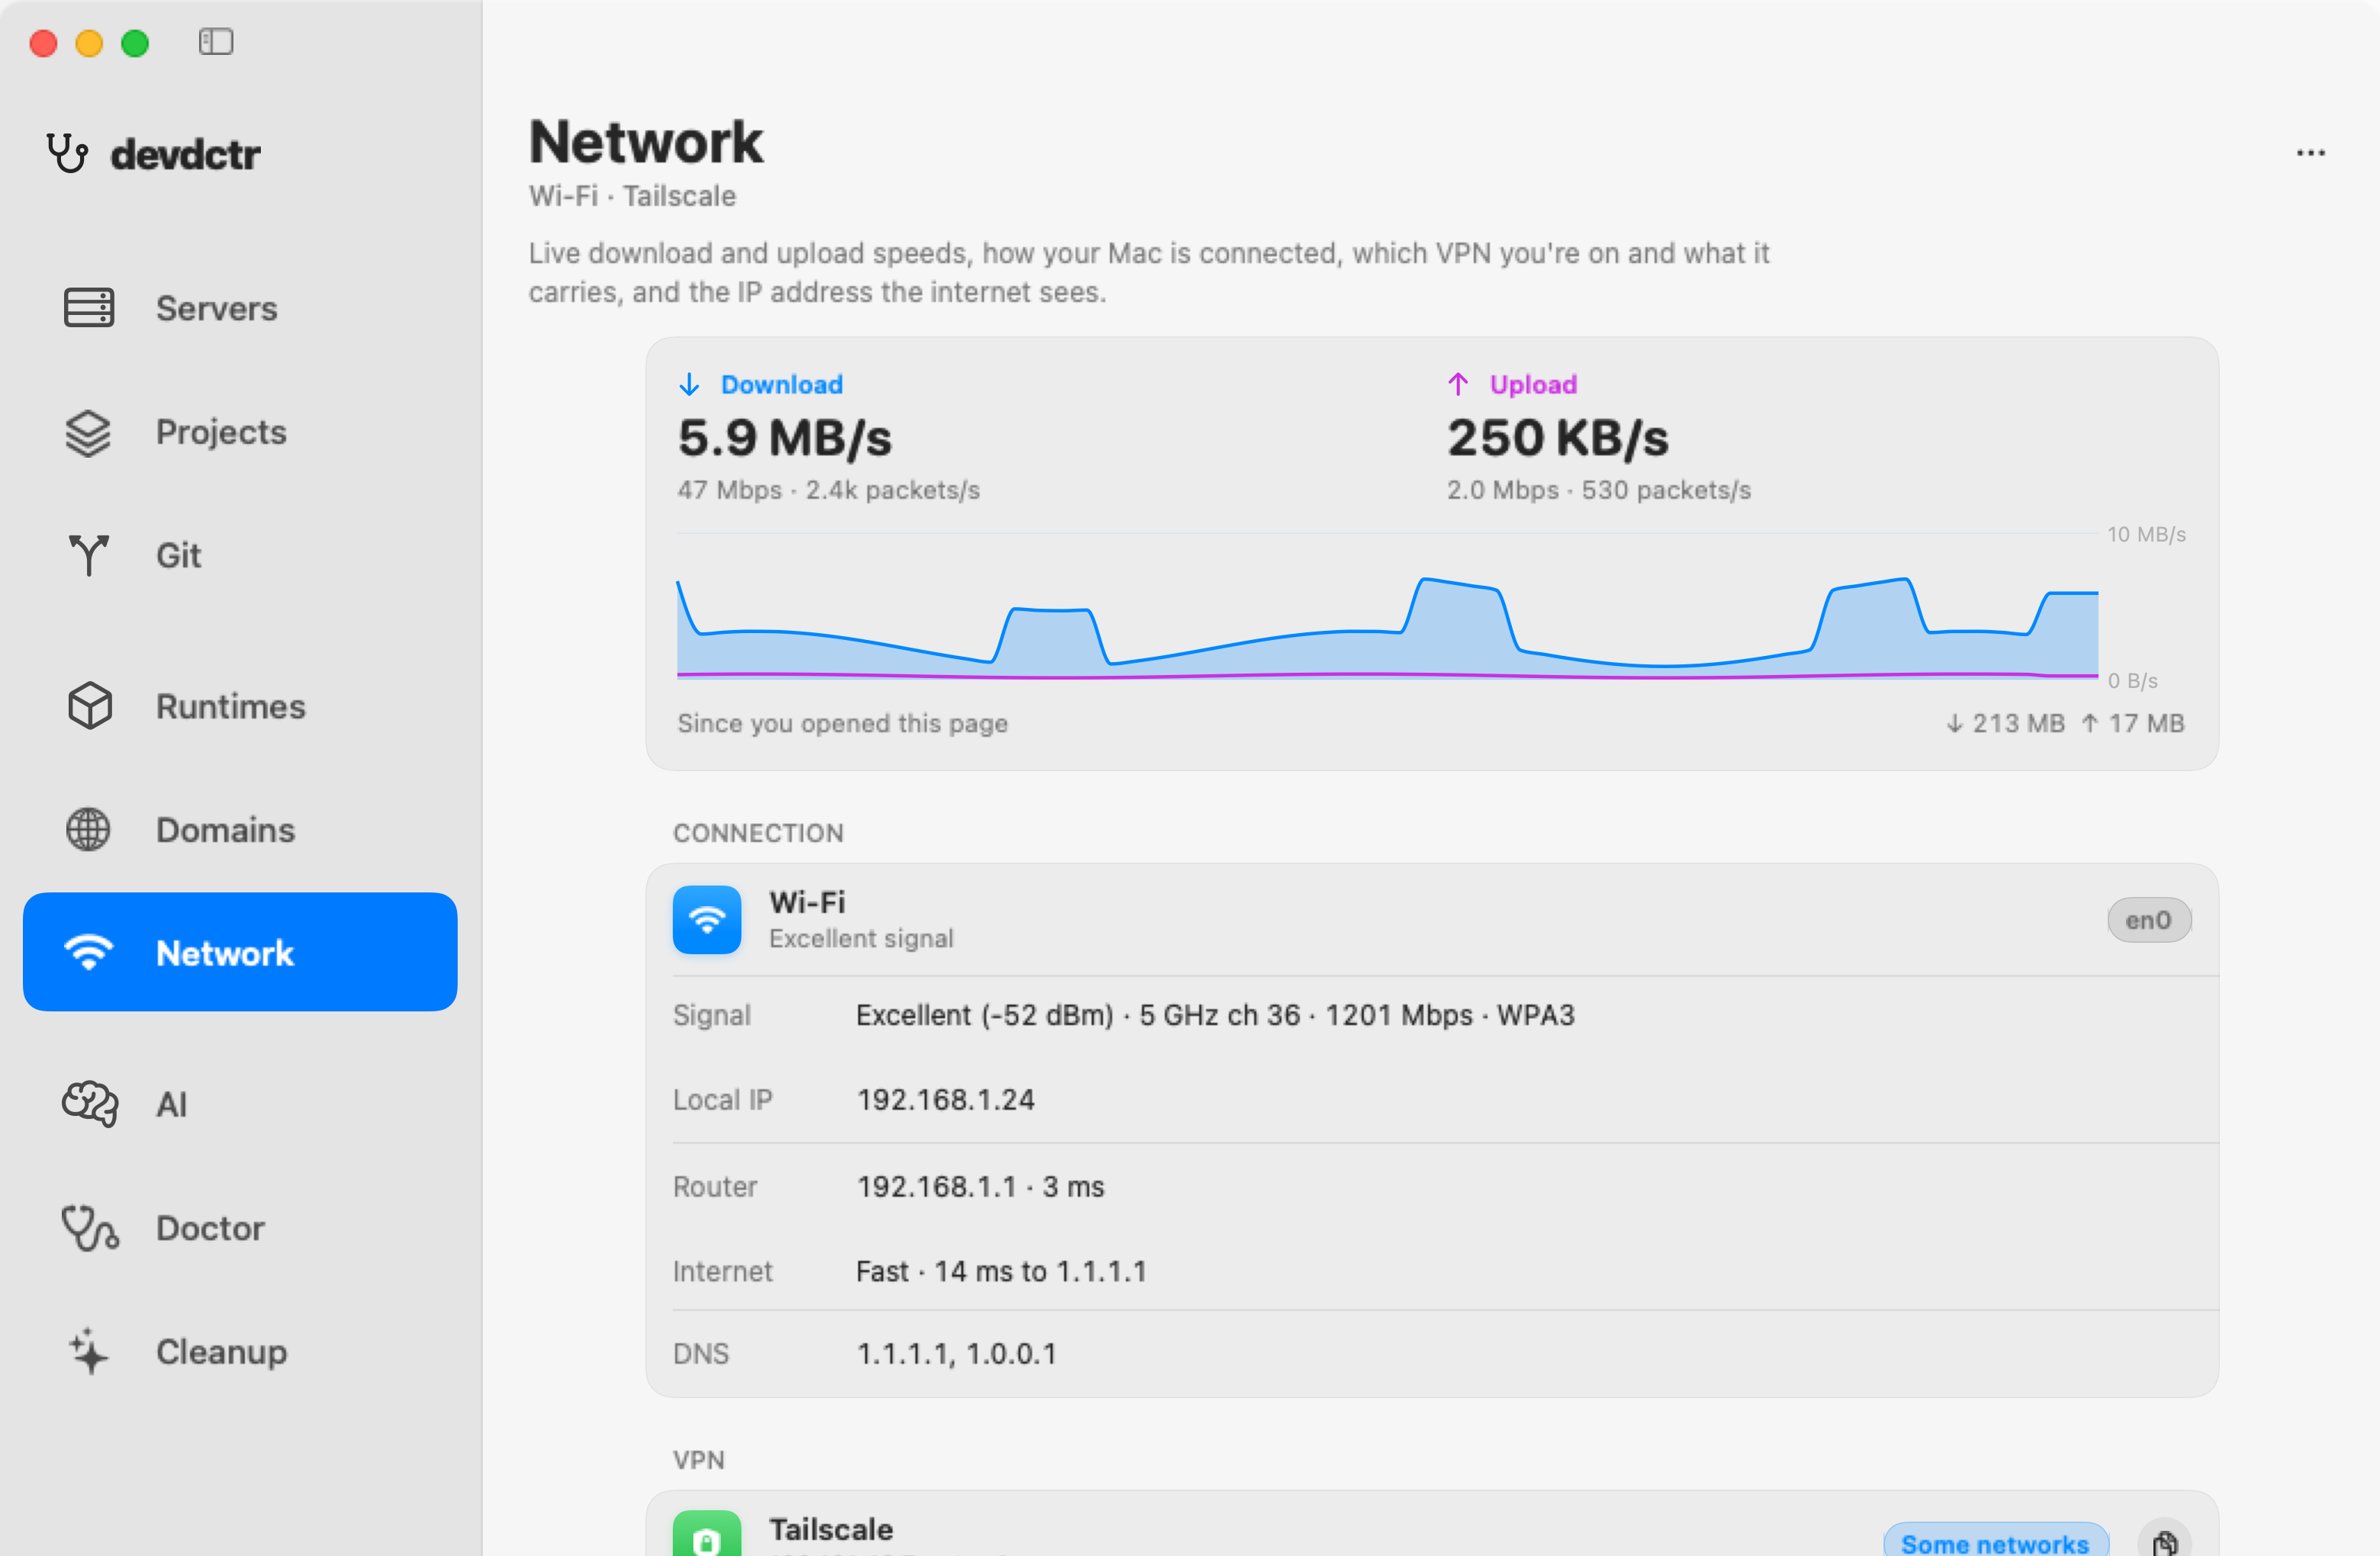 devdctr
Servers
Projects
Git
Runtimes
Domains
Network
AI
Doctor
Cleanup
Network
Wi-Fi · Tailscale
Live download and upload speeds, how your Mac is connected, which VPN you're on and what it
carries, and the IP address the internet sees.
Download
5.9 MB/s
47 Mbps · 2.4k packets/s
Upload
250 KB/s
2.0 Mbps · 530 packets/s
10 MB/s
0 B/s
Since you opened this page
↓ 213 MB ↑ 17 MB
CONNECTION
Wi-Fi
Excellent signal
en0
Signal Excellent (-52 dBm) · 5 GHz ch 36 · 1201 Mbps · WPA3
Local IP 192.168.1.24
Router 192.168.1.1 · 3 ms
Internet Fast · 14 ms to 1.1.1.1
DNS 1.1.1.1, 1.0.0.1
VPN
Tailscale
Some networks